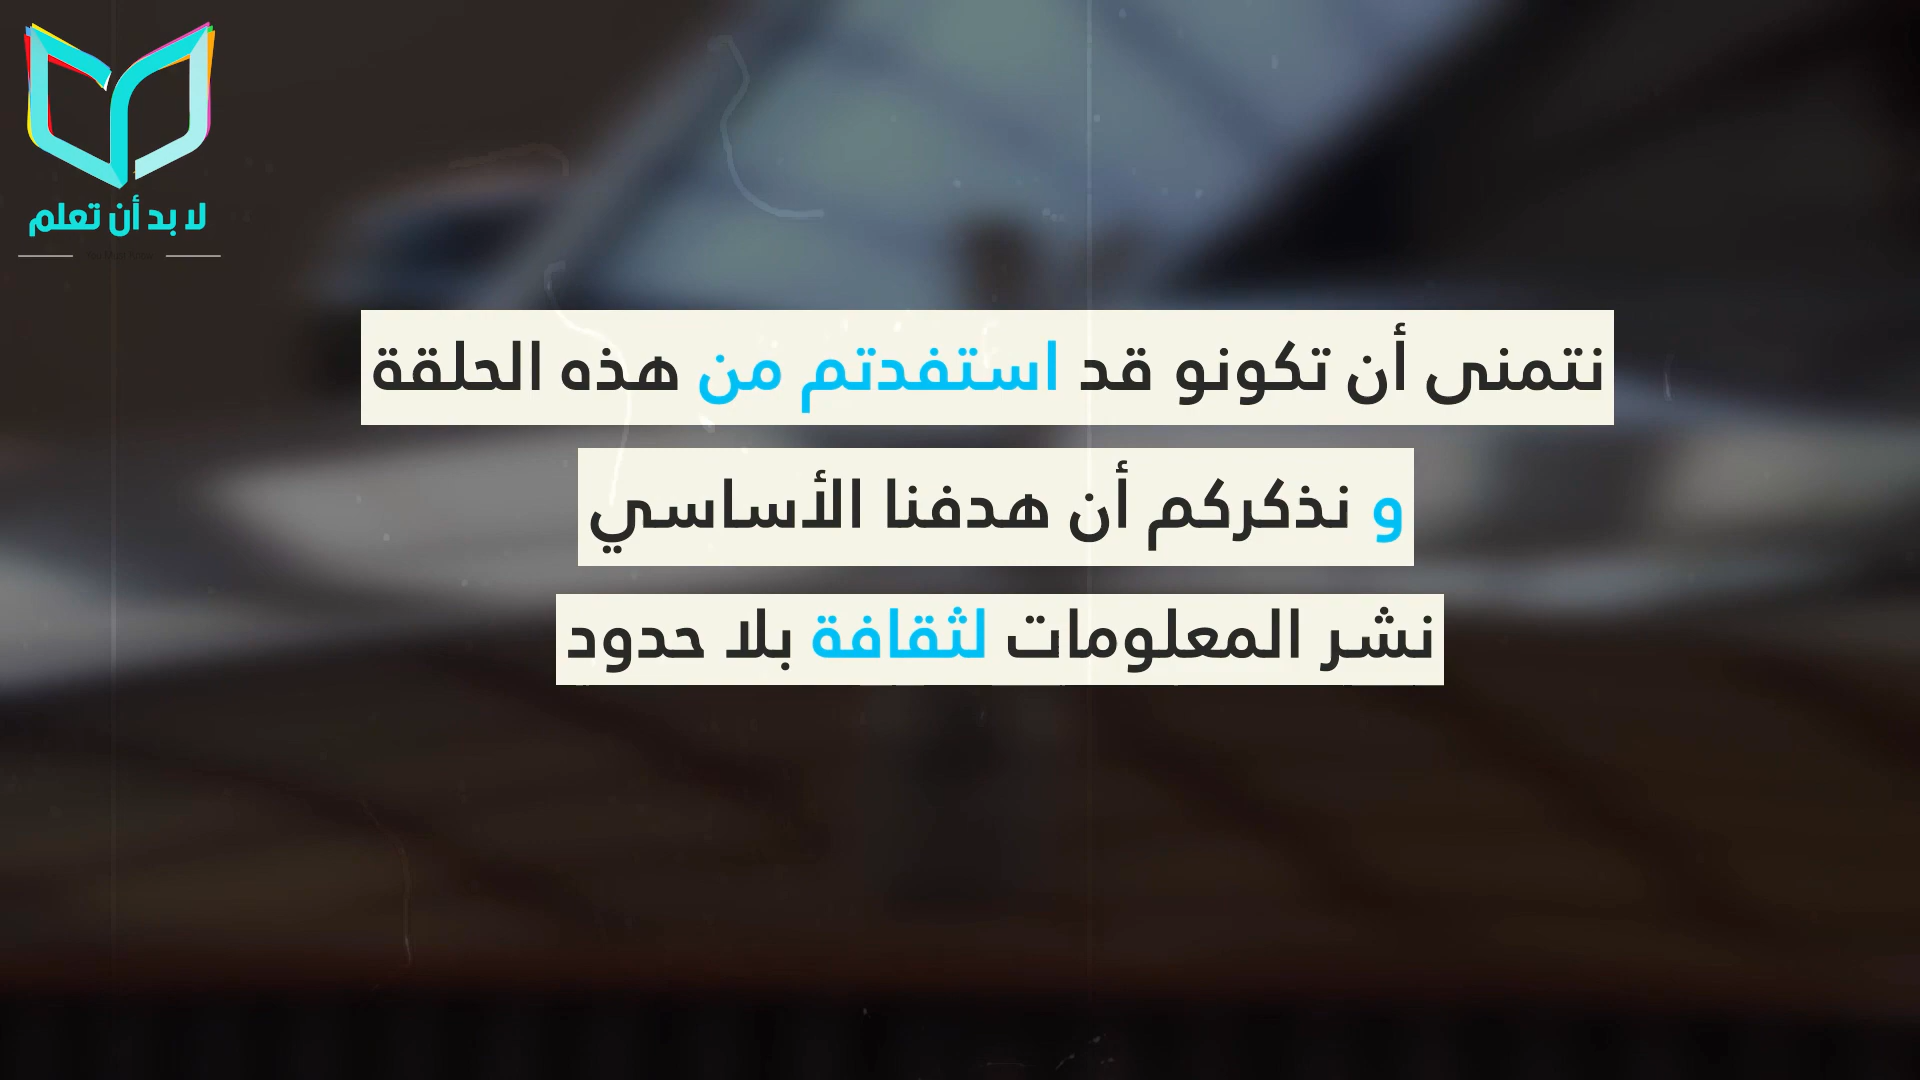 لا بد أن تعلم
نتمنى أن تكونو قد استفدتم من هذه الحلقة
و نذكركم أن هدفنا الأساسي
نشر المعلومات لثقافة بلا حدود